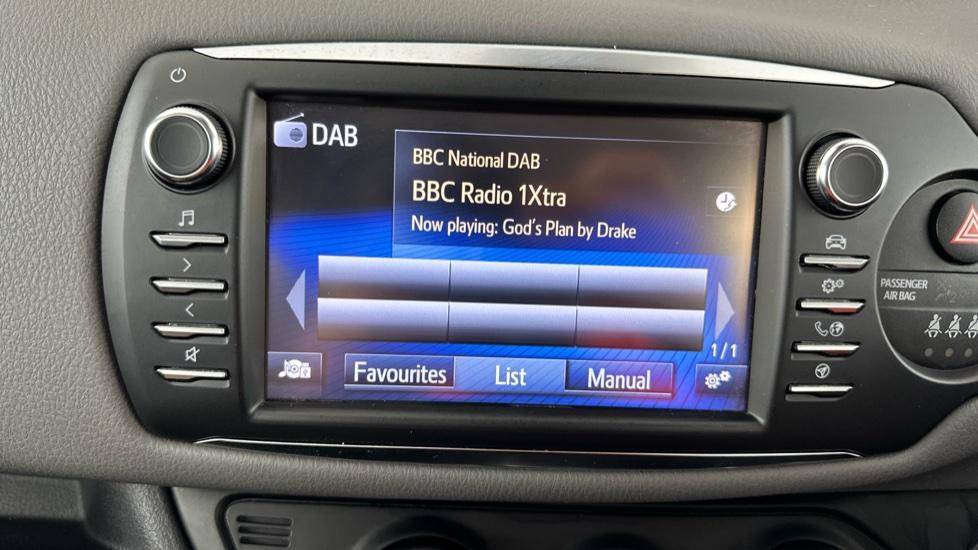 DAB
BBC National DAB
BBC Radio 1Xtra
Now playing: God's Plan by Drake
1/1
Favourites List Manual
PASSENGER
AIR BAG